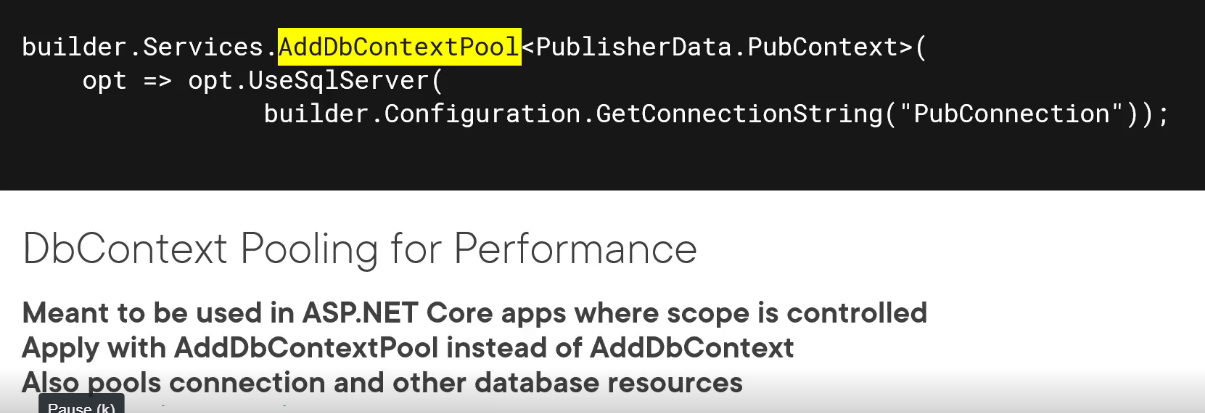 builder.Services.AddDbContextPool<PublisherData.PubContext>(
opt => opt.UseSqlServer(
builder.Configuration.GetConnectionString("PubConnection"));
DbContext Pooling for Performance
Meant to be used in ASP.NET Core apps where scope is controlled
Apply with AddDbContextPool instead of AddDbContext
Also pools connection and other database resources
Pause (k)